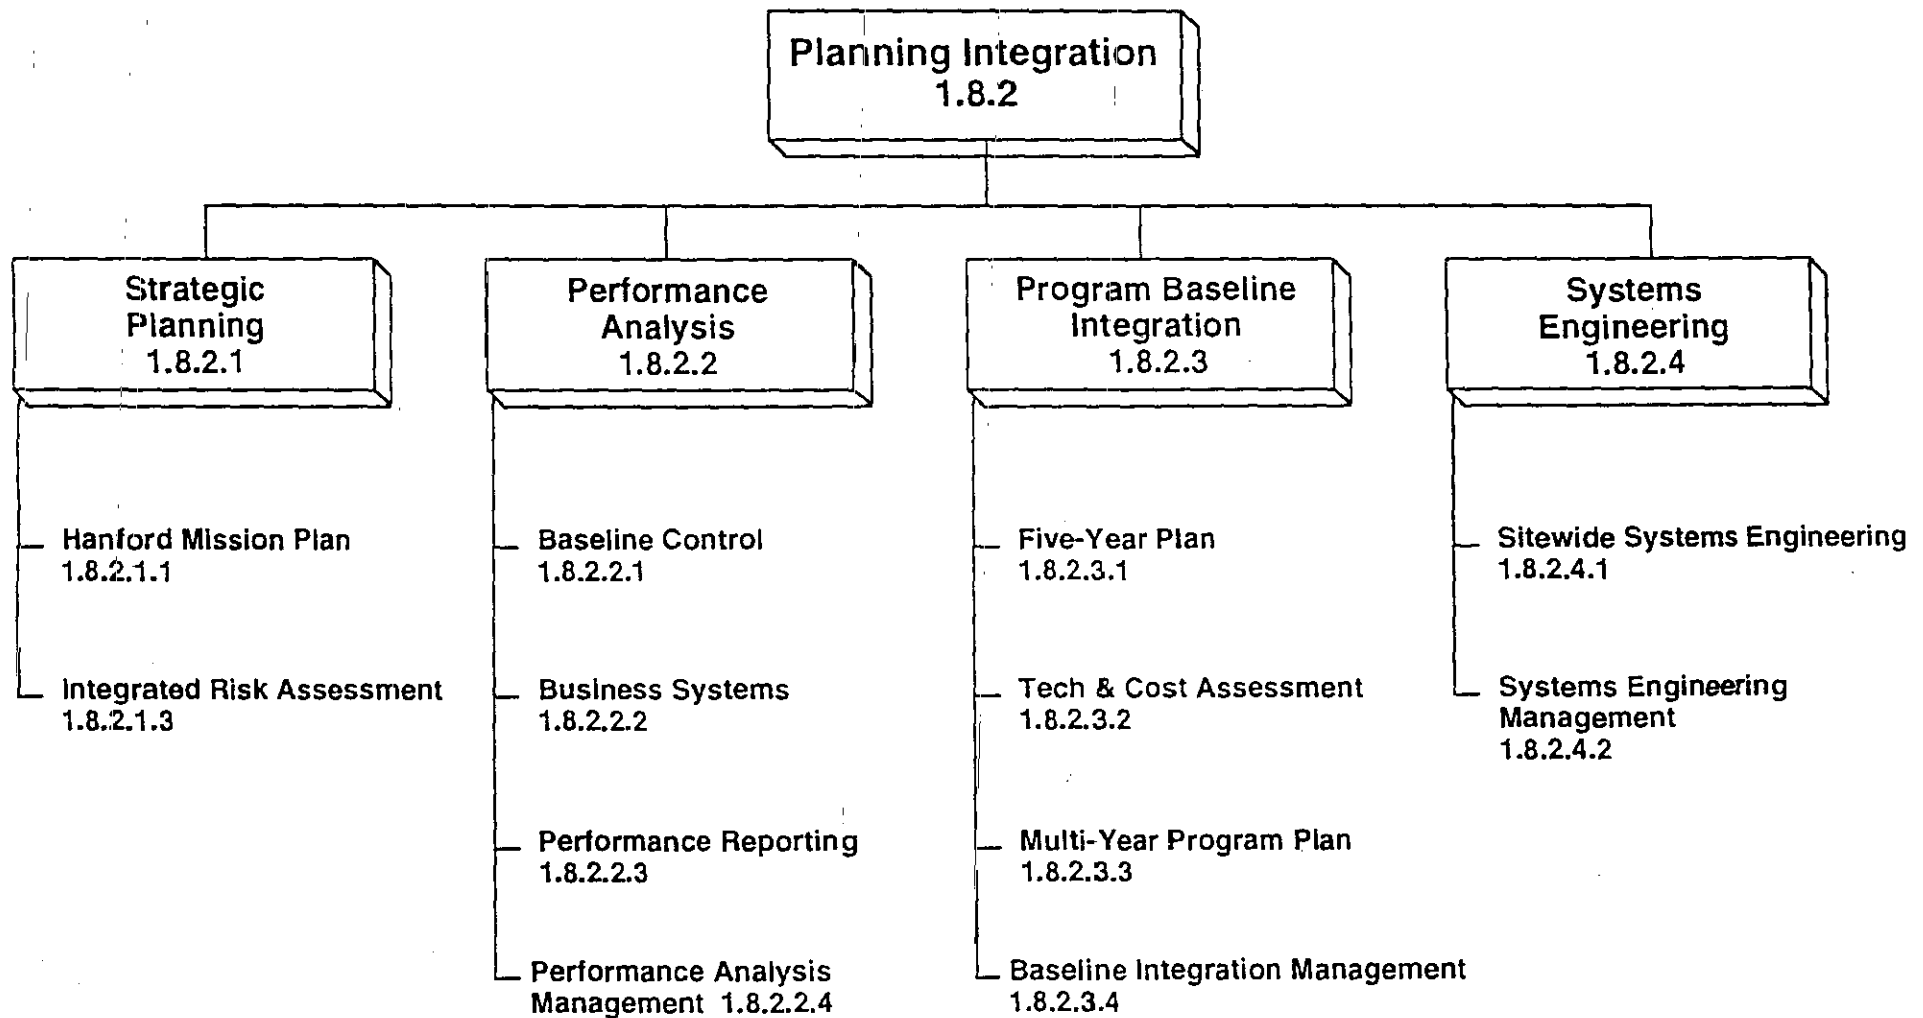 Planning Integration
1.8.2
Strategic
Planning
1.8.2.1
Performance
Analysis
1.8.2.2
Program Baseline
Integration
1.8.2.3
Systems
Engineering
1.8.2.4
Hanford Mission Plan
1.8.2.1.1
Integrated Risk Assessment
1.8.2.1.3
Baseline Control
1.8.2.2.1
Business Systems
1.8.2.2.2
Performance Reporting
1.8.2.2.3
Performance Analysis
Management 1.8.2.2.4
Five-Year Plan
1.8.2.3.1
Tech & Cost Assessment
1.8.2.3.2
Multi-Year Program Plan
1.8.2.3.3
Baseline Integration Management
1.8.2.3.4
Sitewide Systems Engineering
1.8.2.4.1
Systems Engineering
Management
1.8.2.4.2